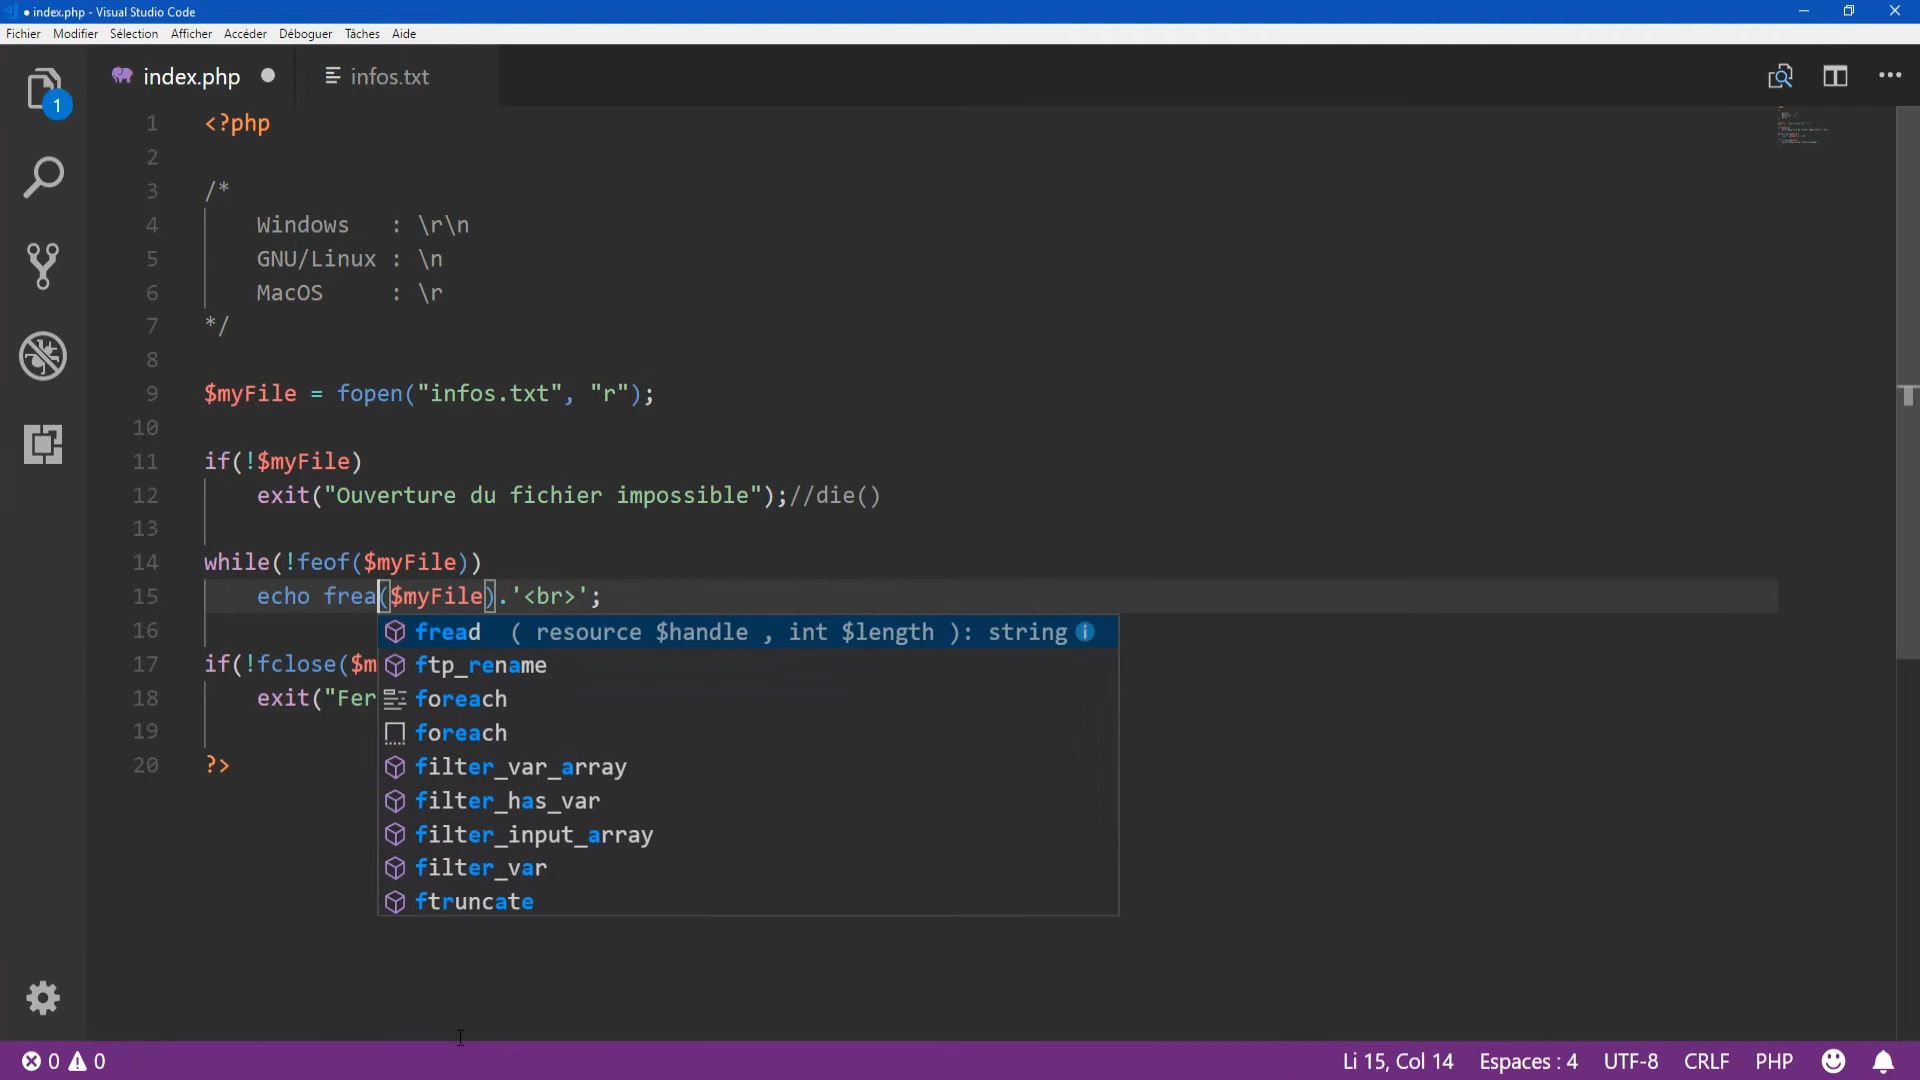 index.php - Visual Studio Code
Fichier Modifier Sélection Afficher Accéder Déboguer Tâches Aide
index.php infos.txt
1
1 <?php
2
3 /*
4 Windows : \r\n
5 GNU/Linux : \n
6 MacOS : \r
7 */
8
9 $myFile = fopen("infos.txt", "r");
10
11 if(!$myFile)
12 exit("Ouverture du fichier impossible");//die()
13
14 while(!feof($myFile))
15 echo frea($myFile).'<br>';
16
fread ( resource $handle , int $length ): string
17 if(!fclose($m
ftp_rename
18 exit("Fer
foreach
19
foreach
20 ?>
filter_var_array
filter_has_var
filter_input_array
filter_var
ftruncate
0 0 Li 15, Col 14 Espaces : 4 UTF-8 CRLF PHP